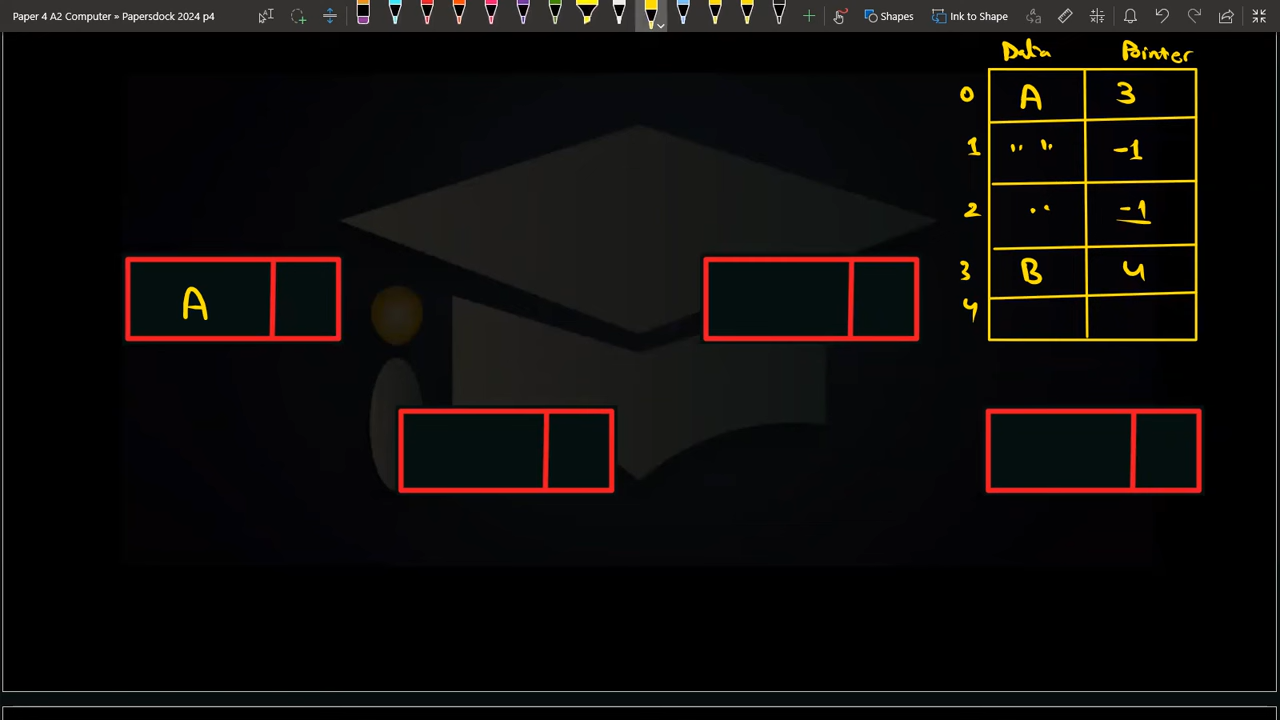 Paper 4 A2 Computer » Papersdock 2024 p4
Shapes
Ink to Shape
Data Pointer
0 A 3
1 " " -1
2 " -1
3 B 4
4
A